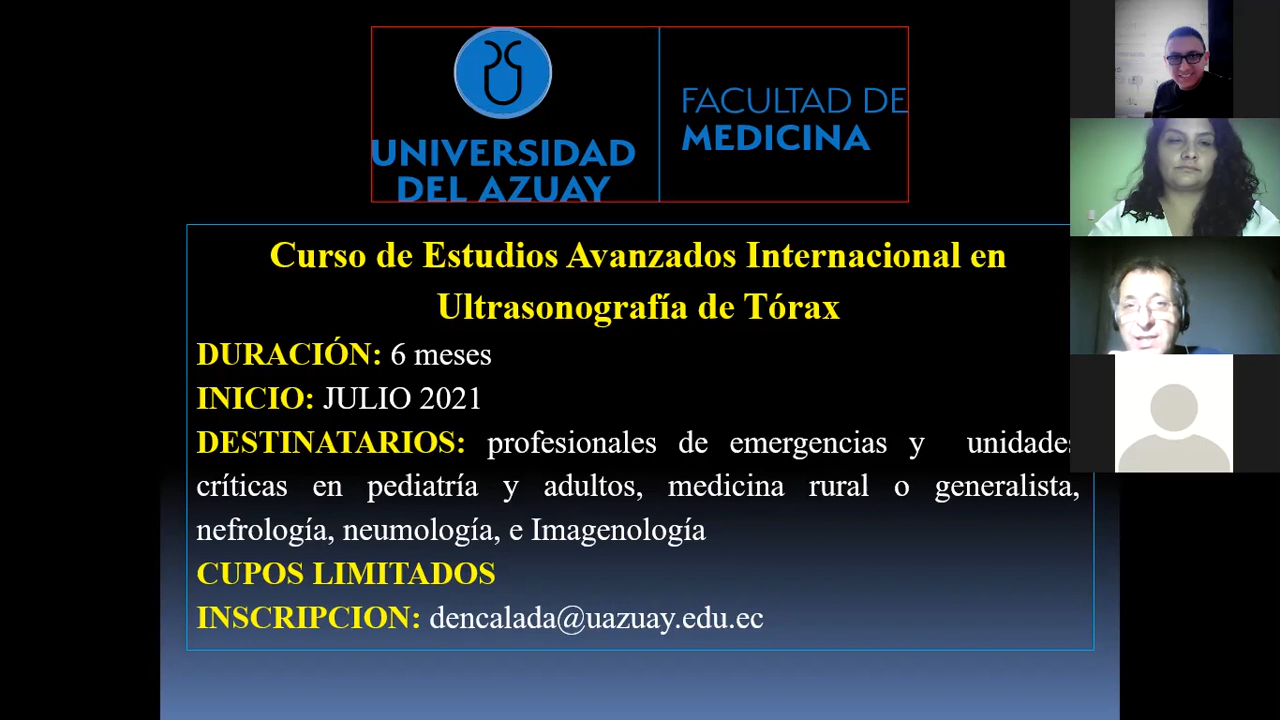 UNIVERSIDAD
DEL AZUAY
FACULTAD DE
MEDICINA
Curso de Estudios Avanzados Internacional en
Ultrasonografía de Tórax
DURACIÓN: 6 meses
INICIO: JULIO 2021
DESTINATARIOS: profesionales de emergencias y unidades
críticas en pediatría y adultos, medicina rural o generalista,
nefrología, neumología, e Imagenología
CUPOS LIMITADOS
INSCRIPCION: dencalada@uazuay.edu.ec